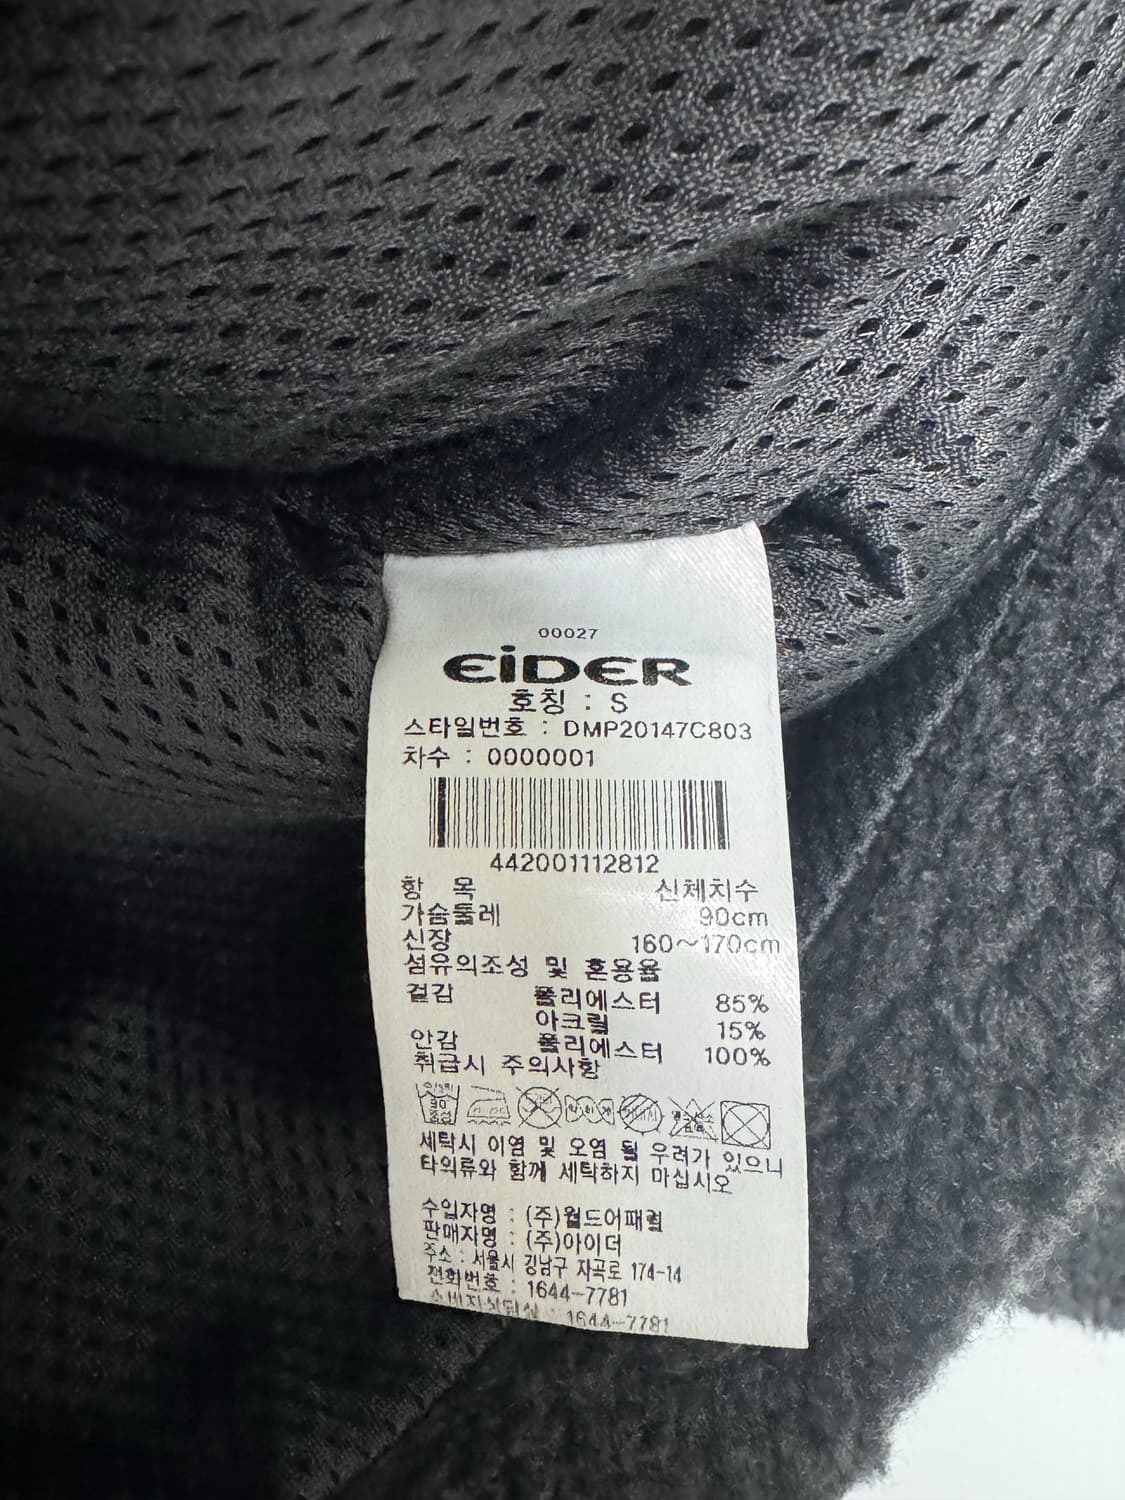 00027
EiDER
호칭 : S
스타일번호 : DMP20147C803
차수 : 0000001
442001112812
항 목 신체치수
가슴둘레 90cm
신장 160~170cm
섬유의조성 및 혼용율
겉감 폴리에스터 85%
아크릴 15%
안감 폴리에스터 100%
취급시 주의사항
세탁시 이염 및 오염 될 우려가 있으니
타의류와 함께 세탁하지 마십시오
수입자명 : (주)월드어패럴
판매자명 : (주)아이더
주소 : 서울시 강남구 자곡로 174-14
전화번호 : 1644-7781
: 1644-7781